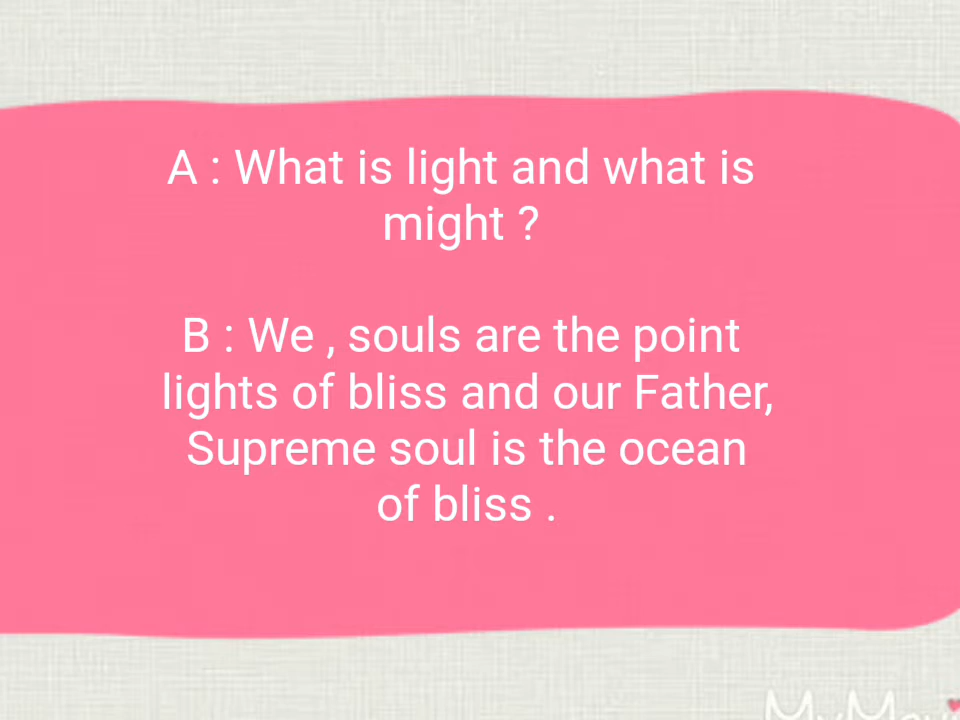 A : What is light and what is
might ?
B : We , souls are the point
lights of bliss and our Father,
Supreme soul is the ocean
of bliss .